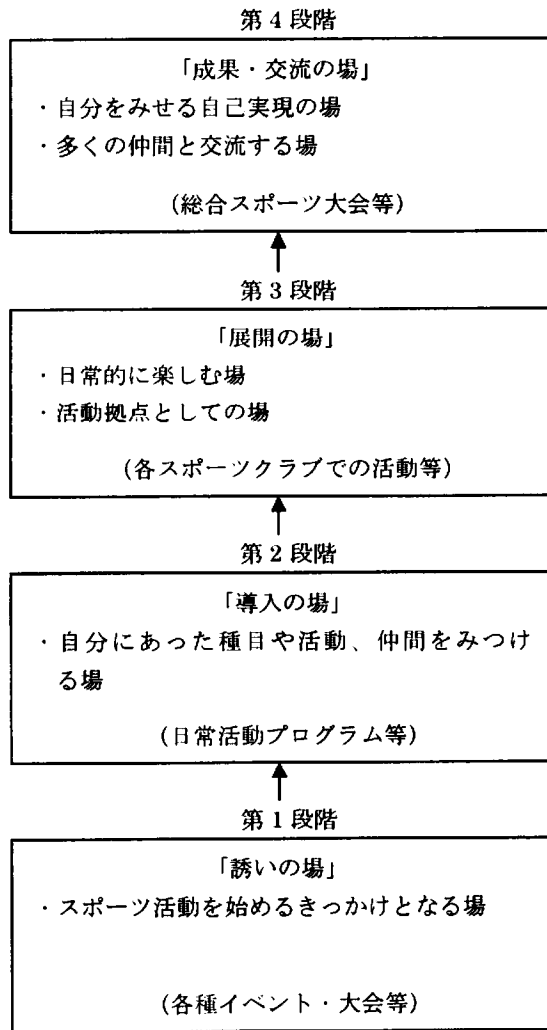 第4段階
「成果・交流の場」
・自分をみせる自己実現の場
・多くの仲間と交流する場
(総合スポーツ大会等)
第3段階
「展開の場」
・日常的に楽しむ場
・活動拠点としての場
(各スポーツクラブでの活動等)
第2段階
「導入の場」
・自分にあった種目や活動、仲間をみつけ
る場
(日常活動プログラム等)
第1段階
「誘いの場」
・スポーツ活動を始めるきっかけとなる場
(各種イベント・大会等)